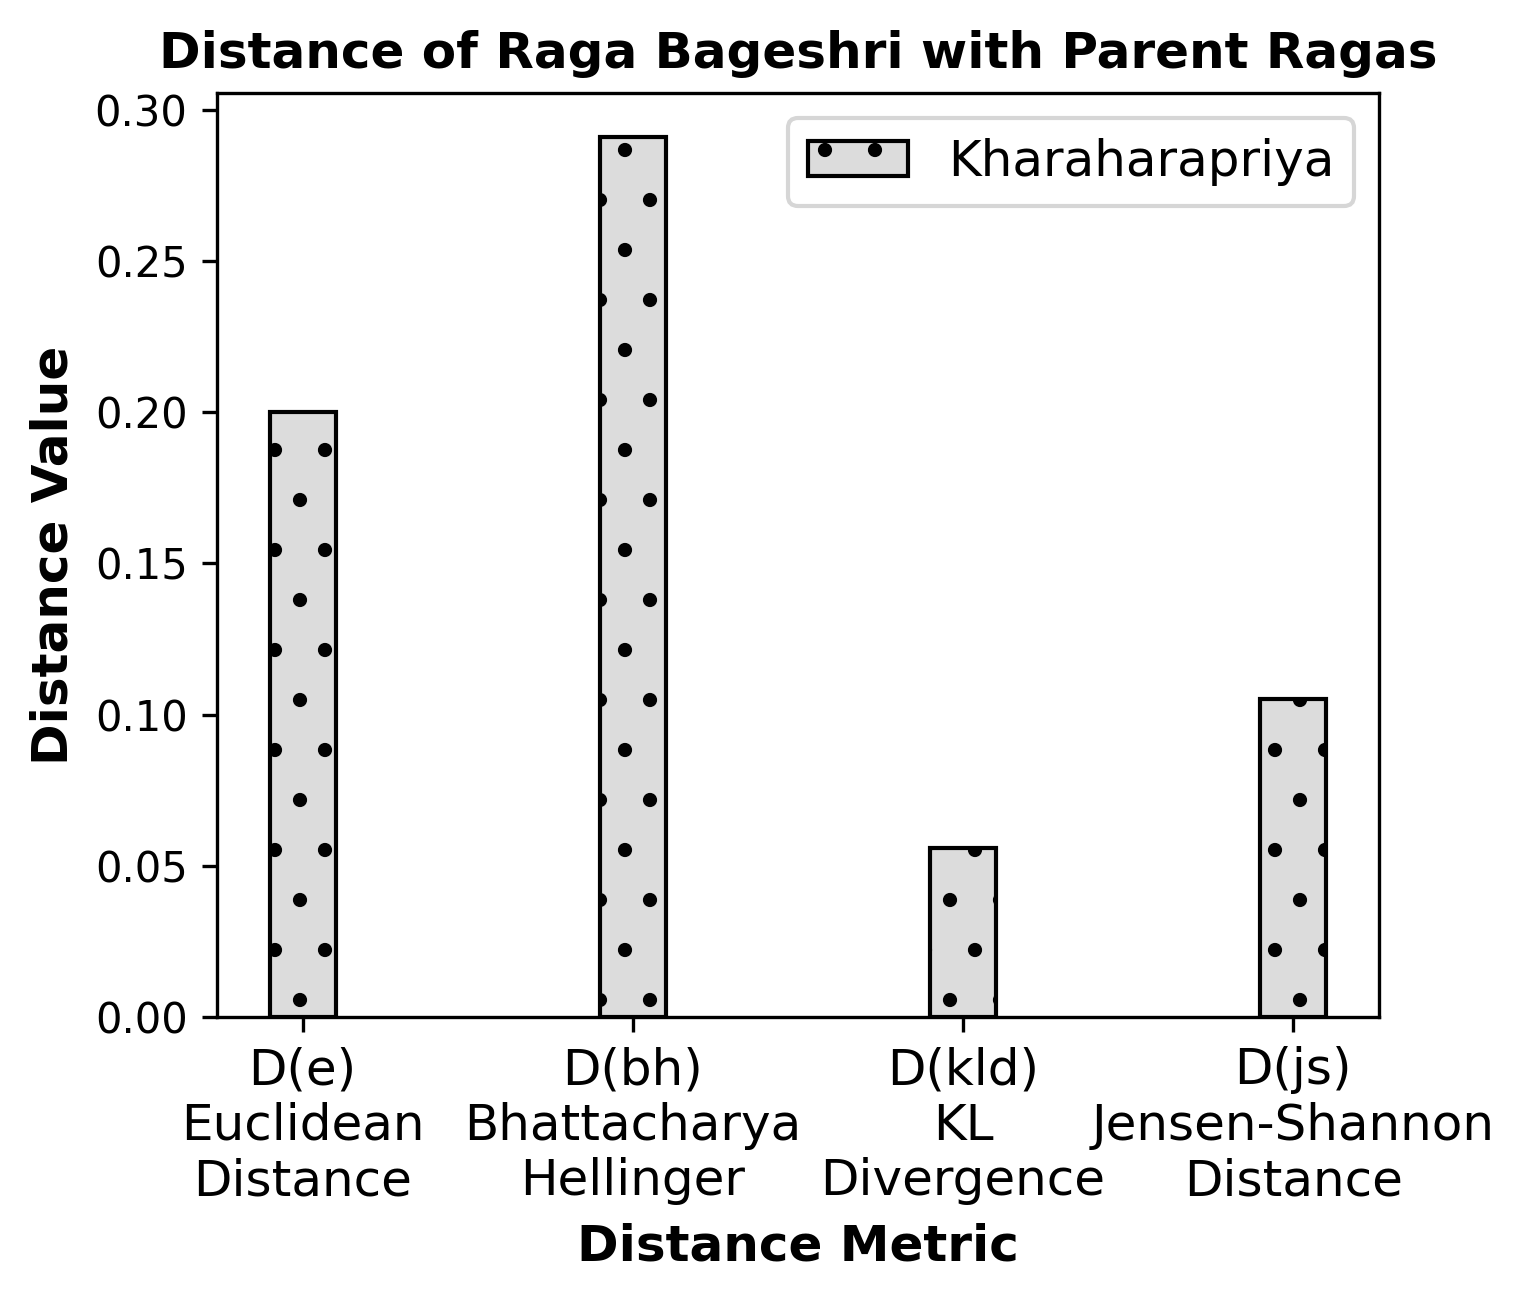 Distance of Raga Bageshri with Parent Ragas
Kharaharapriya
Distance Value
0.30
0.25
0.20
0.15
0.10
0.05
0.00
D(e)
Euclidean
Distance
D(bh)
Bhattacharya
Hellinger
D(kld)
KL
Divergence
D(js)
Jensen-Shannon
Distance
Distance Metric